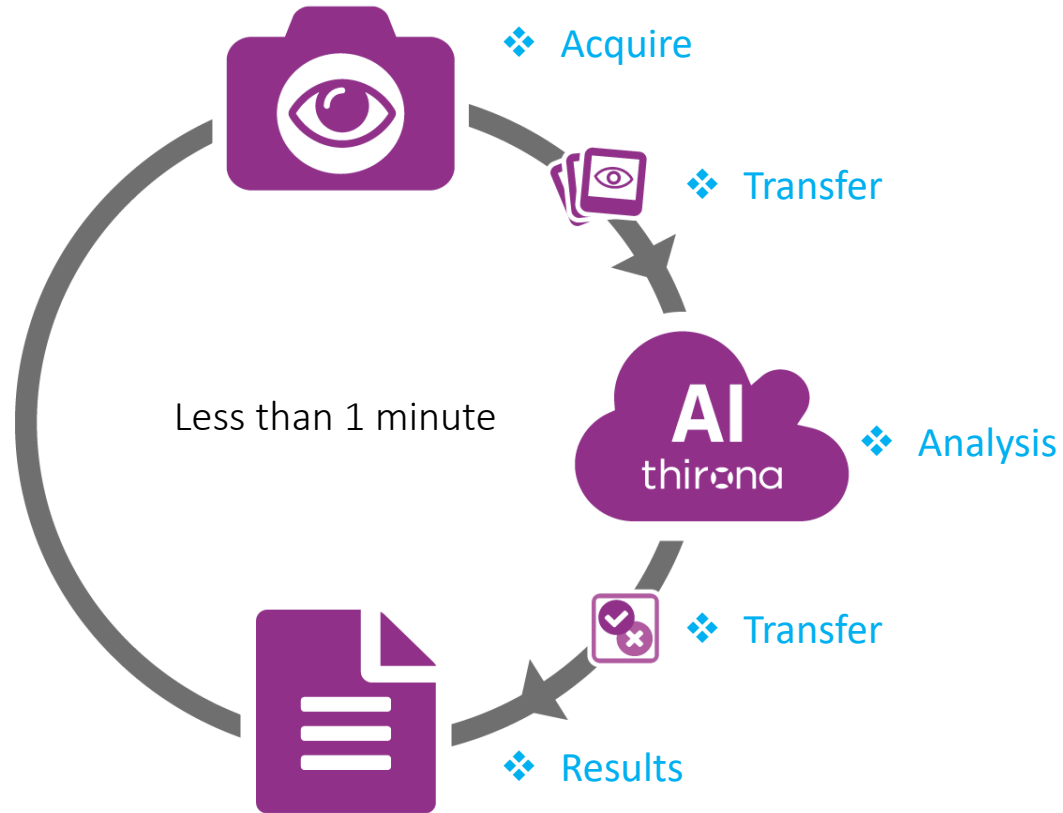 Acquire
Transfer
Less than 1 minute
AI
thirona
Analysis
Transfer
Results